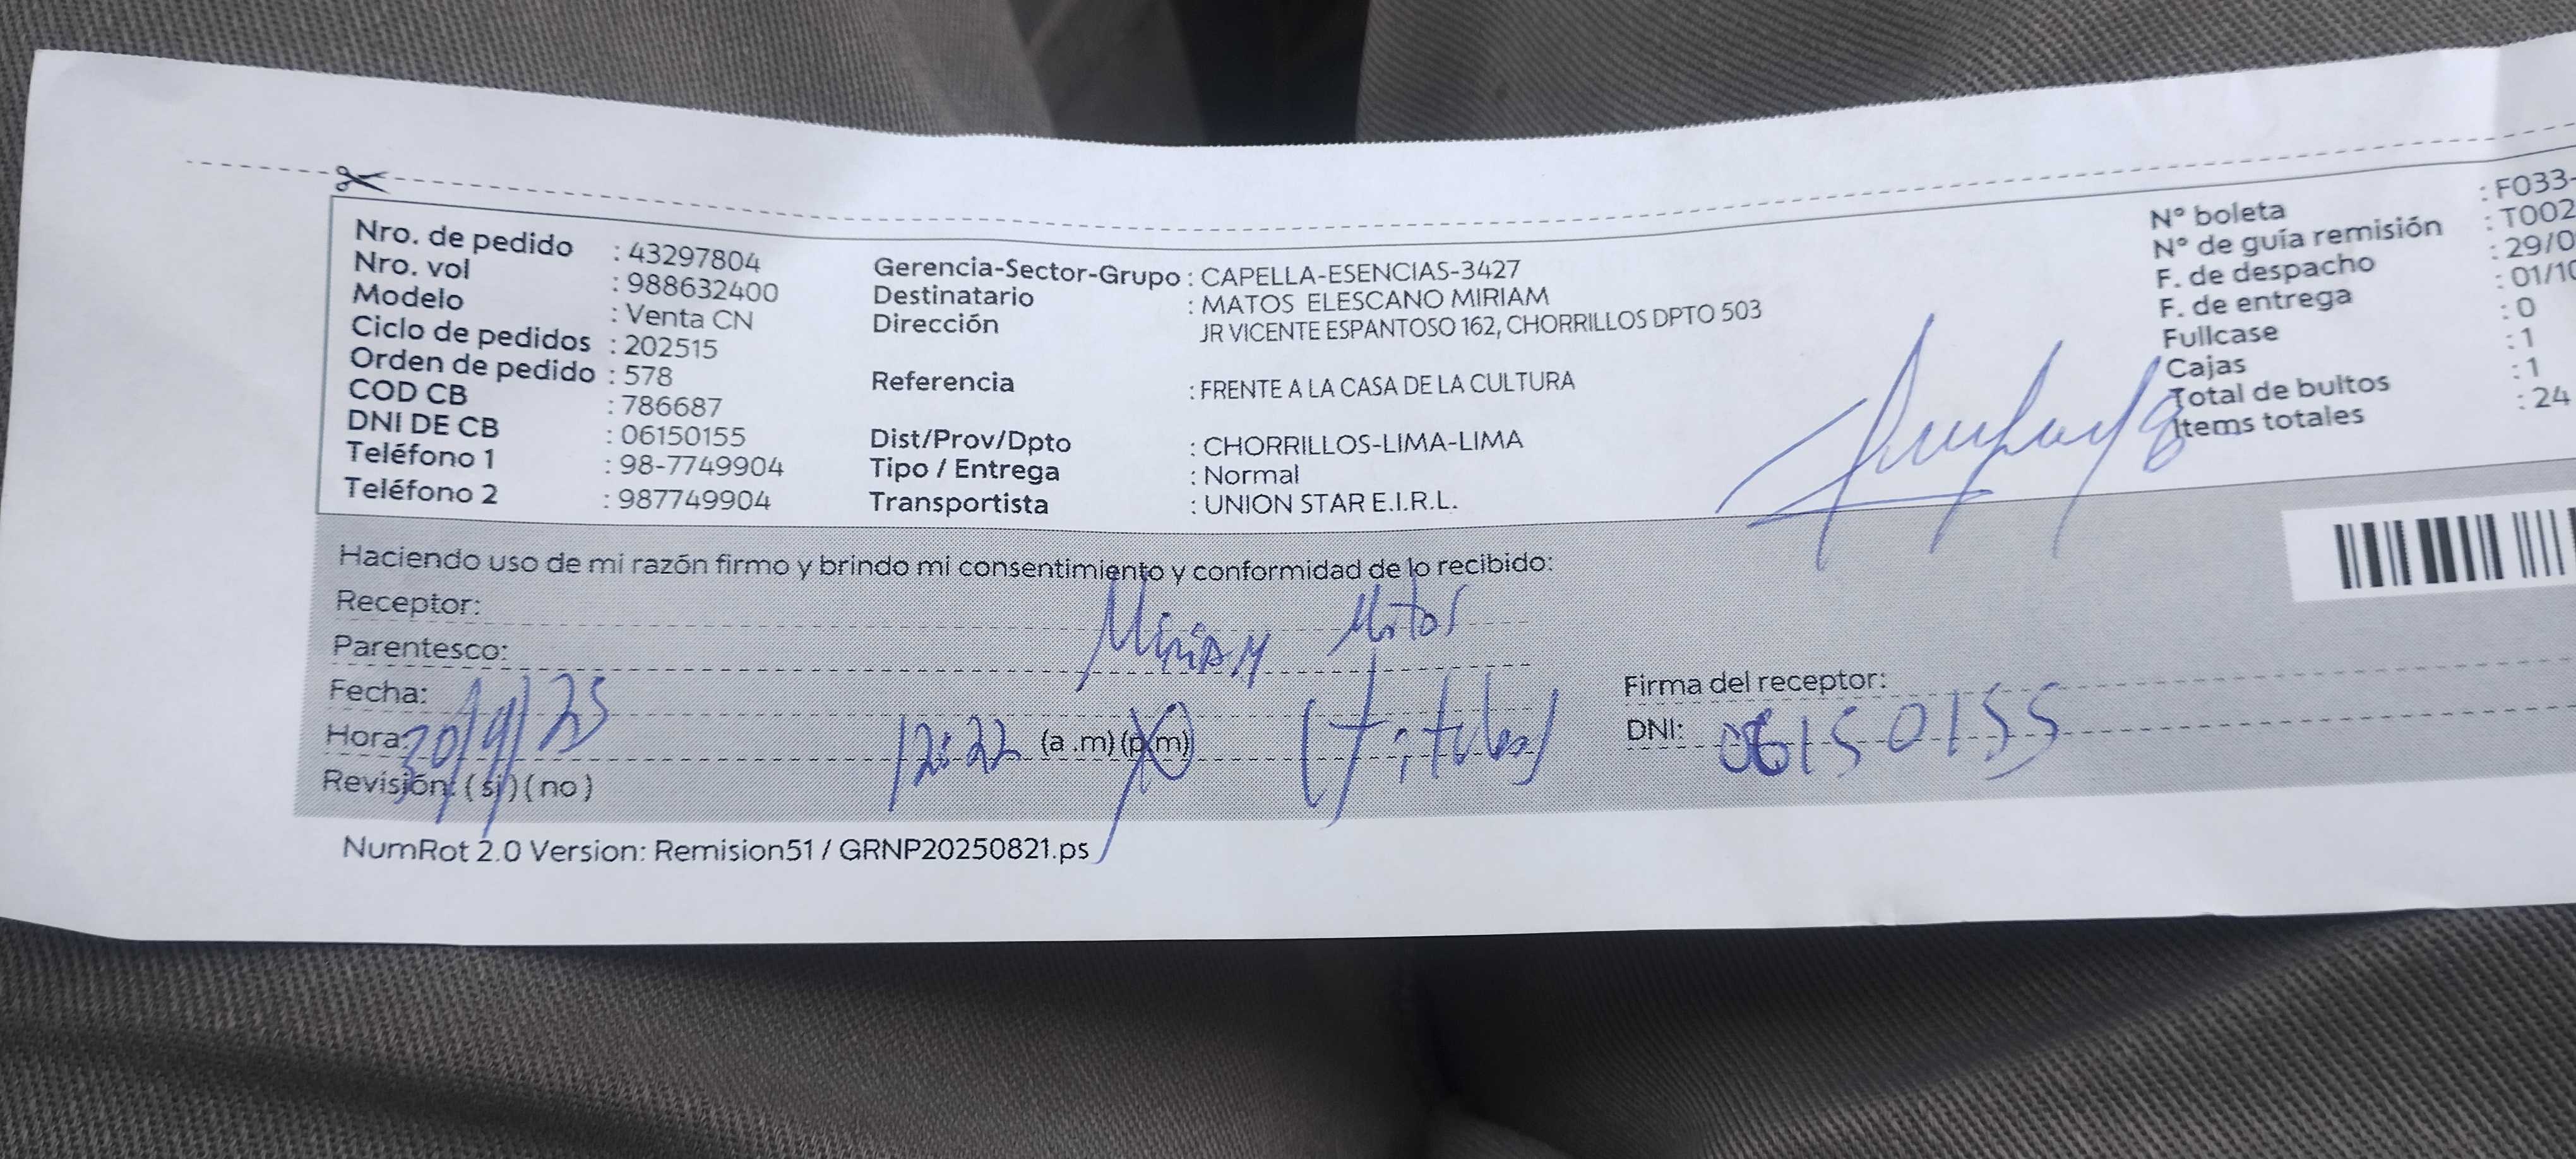 Nro. de pedido : 43297804
Nro. vol : 988632400
Modelo : Venta CN
Ciclo de pedidos : 202515
Orden de pedido : 578
COD CB : 786687
DNI DE CB : 06150155
Teléfono 1 : 98-7749904
Teléfono 2 : 987749904
Gerencia-Sector-Grupo : CAPELLA-ESENCIAS-3427
Destinatario : MATOS ELESCANO MIRIAM
Dirección JR VICENTE ESPANTOSO 162, CHORRILLOS DPTO 503
Referencia : FRENTE A LA CASA DE LA CULTURA
Dist/Prov/Dpto : CHORRILLOS-LIMA-LIMA
Tipo / Entrega : Normal
Transportista : UNION STAR E.I.R.L.
N° boleta : F033-
N° de guía remisión : T002
F. de despacho : 29/0
F. de entrega : 01/10
Fullcase : 0
Cajas : 1
Total de bultos : 1
Items totales : 24
Haciendo uso de mi razón firmo y brindo mi consentimiento y conformidad de lo recibido:
Receptor: Miriam Matos
Parentesco:
Fecha: 30/9/25
Hora: 12:22 (a .m) (p.m) (Titular)
Revisión: ( si ) ( no )
Firma del receptor:
DNI: 06150155
NumRot 2.0 Version: Remision51 / GRNP20250821.ps